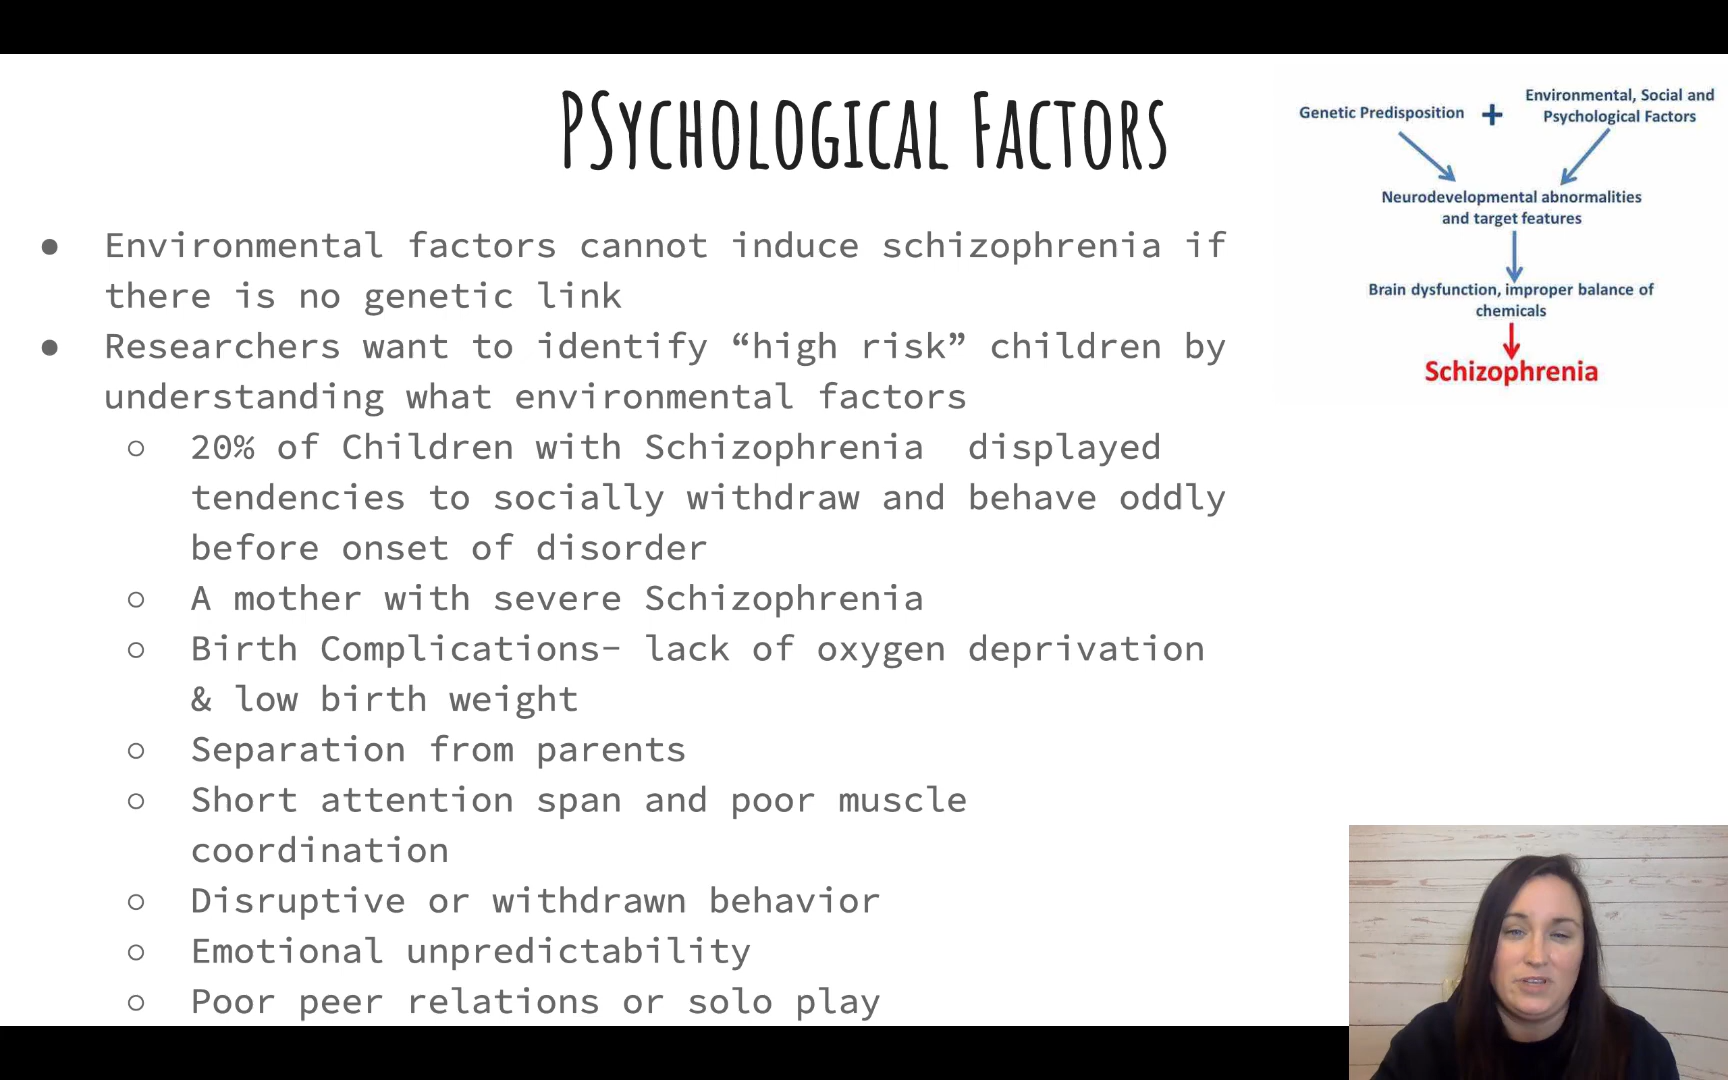 PSychological Factors
Genetic Predisposition + Environmental, Social and
Psychological Factors
Neurodevelopmental abnormalities
and target features
Brain dysfunction, improper balance of
chemicals
Schizophrenia
● Environmental factors cannot induce schizophrenia if
there is no genetic link
● Researchers want to identify “high risk” children by
understanding what environmental factors
○ 20% of Children with Schizophrenia  displayed
tendencies to socially withdraw and behave oddly
before onset of disorder
○ A mother with severe Schizophrenia
○ Birth Complications- lack of oxygen deprivation
& low birth weight
○ Separation from parents
○ Short attention span and poor muscle
coordination
○ Disruptive or withdrawn behavior
○ Emotional unpredictability
○ Poor peer relations or solo play